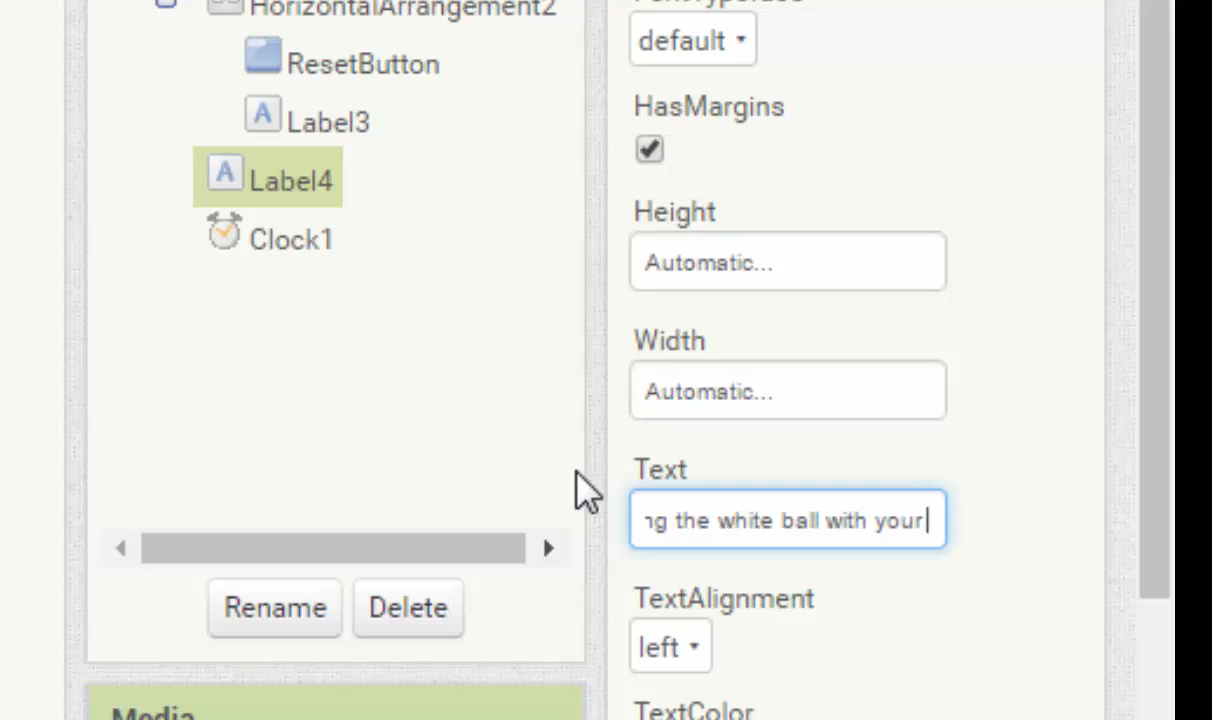 HorizontalArrangement2
ResetButton
A Label3
A Label4
Clock1
Rename
Delete
Media
default
HasMargins
Height
Automatic...
Width
Automatic...
Text
ng the white ball with your
TextAlignment
left
TextColor